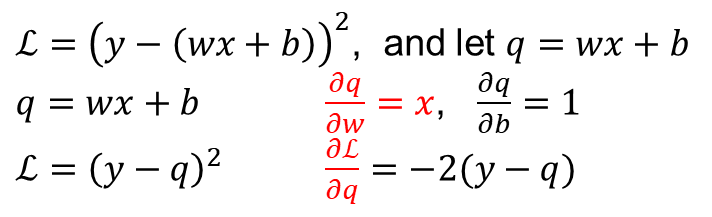 ℒ = (y − (wx + b))², and let q = wx + b
q = wx + b ∂q/∂w = x, ∂q/∂b = 1
ℒ = (y − q)² ∂ℒ/∂q = −2(y − q)